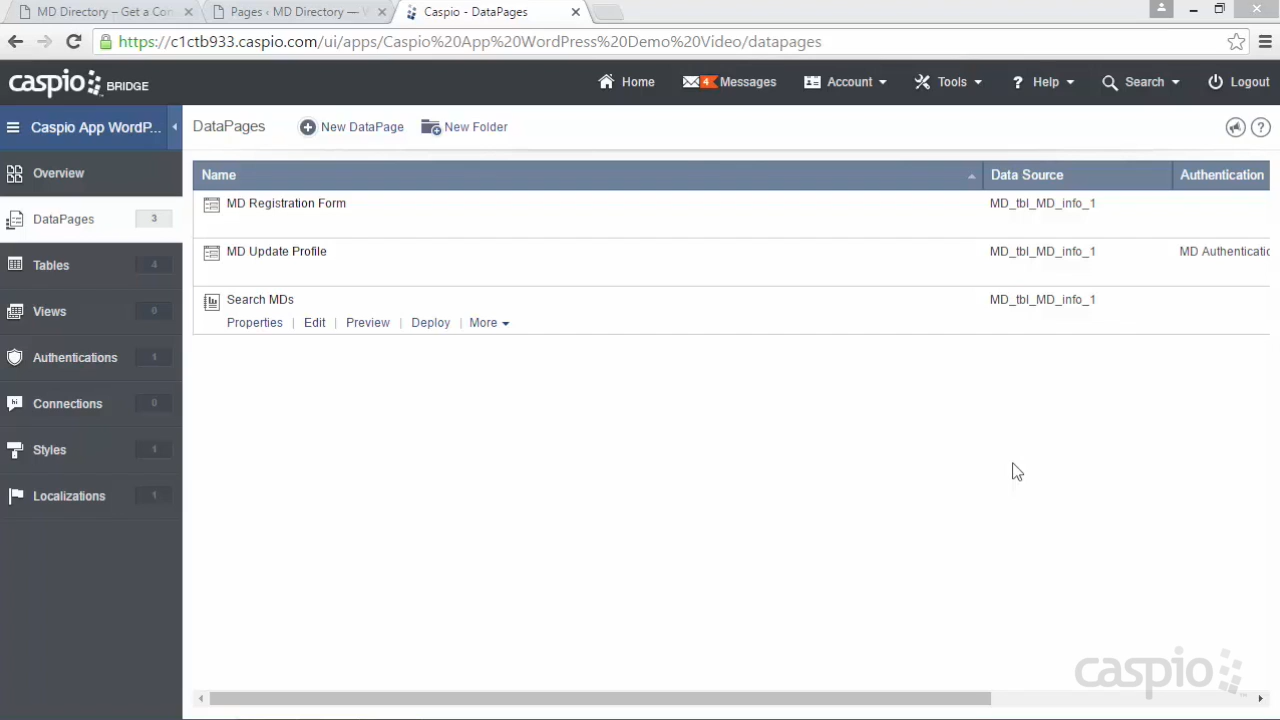 MD Directory – Get a Con
Pages ‹ MD Directory —
Caspio - DataPages
https://c1ctb933.caspio.com/ui/apps/Caspio%20App%20WordPress%20Demo%20Video/datapages
caspio BRIDGE
Home
4 Messages
Account
Tools
? Help
Search
Logout
Caspio App WordP...
DataPages
New DataPage
New Folder
?
Overview
DataPages 3
Tables 4
Views 0
Authentications 1
hi Connections 0
Styles 1
Localizations 1
Name Data Source Authentication
MD Registration Form MD_tbl_MD_info_1
MD Update Profile MD_tbl_MD_info_1 MD Authenticatic
Search MDs MD_tbl_MD_info_1
Properties | Edit | Preview | Deploy | More
caspio